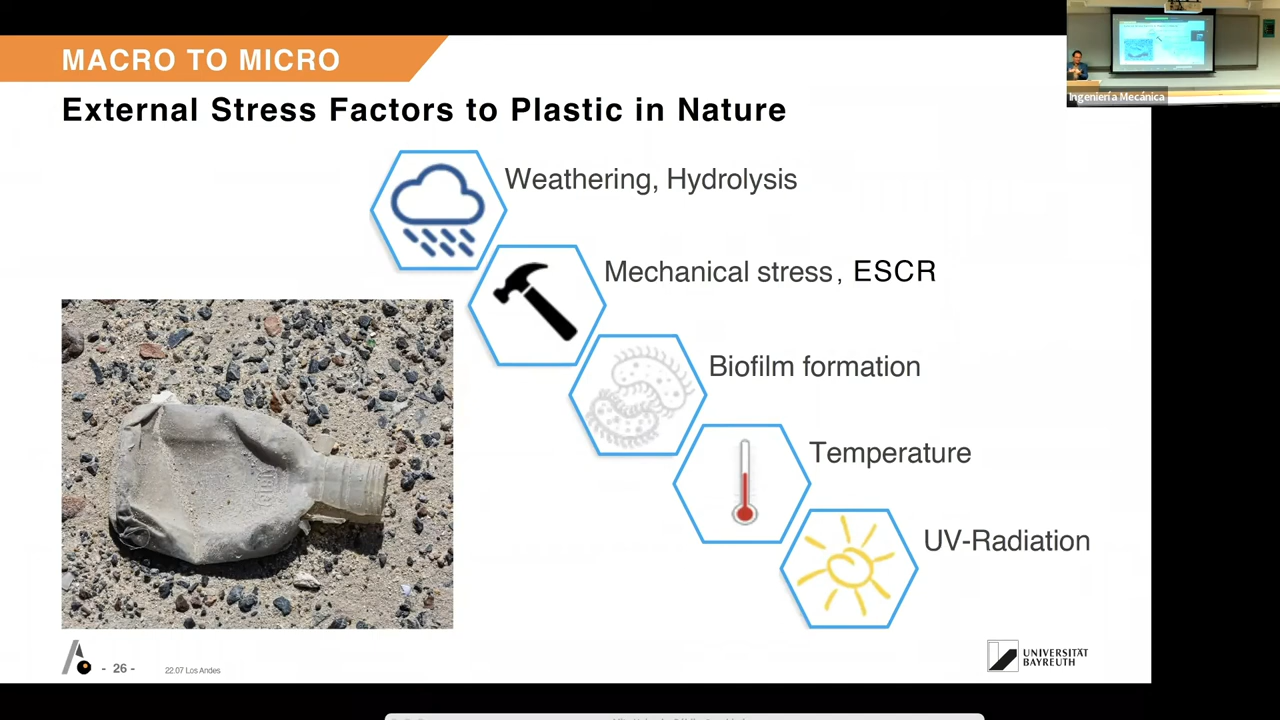 MACRO TO MICRO
External Stress Factors to Plastic in Nature
Weathering, Hydrolysis
Mechanical stress, ESCR
Biofilm formation
Temperature
UV-Radiation
- 26 -
22.07 Los Andes
UNIVERSITÄT
BAYREUTH
Ingeniería Mecánica